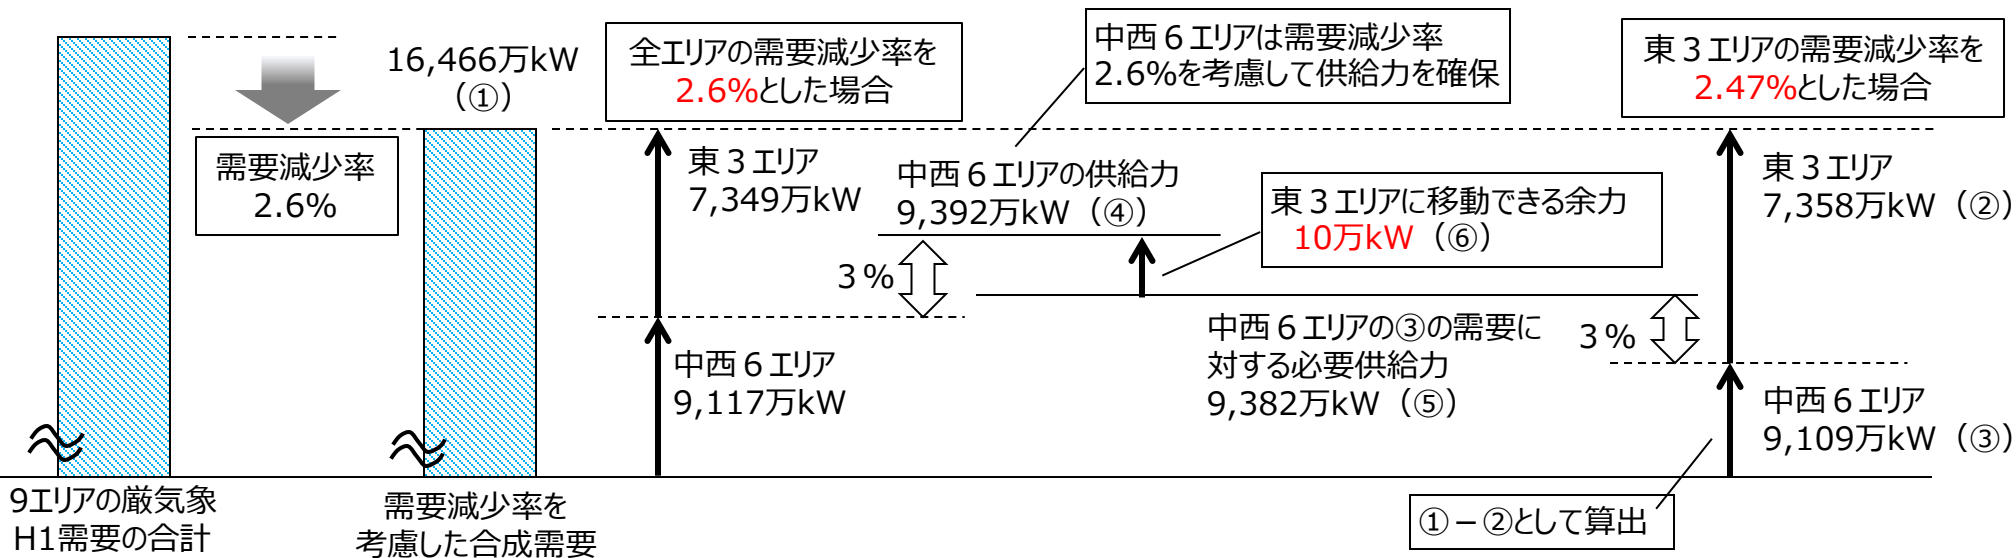 16,466万kW
（①）
需要減少率
2.6%
全エリアの需要減少率を
2.6%とした場合
東３エリア
7,349万kW
中西６エリア
9,117万kW
中西６エリアは需要減少率
2.6%を考慮して供給力を確保
中西６エリアの供給力
9,392万kW（④）
3%
東３エリアに移動できる余力
10万kW（⑥）
中西６エリアの③の需要に
対する必要供給力
9,382万kW（⑤）
東３エリアの需要減少率を
2.47%とした場合
東３エリア
7,358万kW（②）
3%
中西６エリア
9,109万kW（③）
①－②として算出
9エリアの厳気象
H1需要の合計
需要減少率を
考慮した合成需要